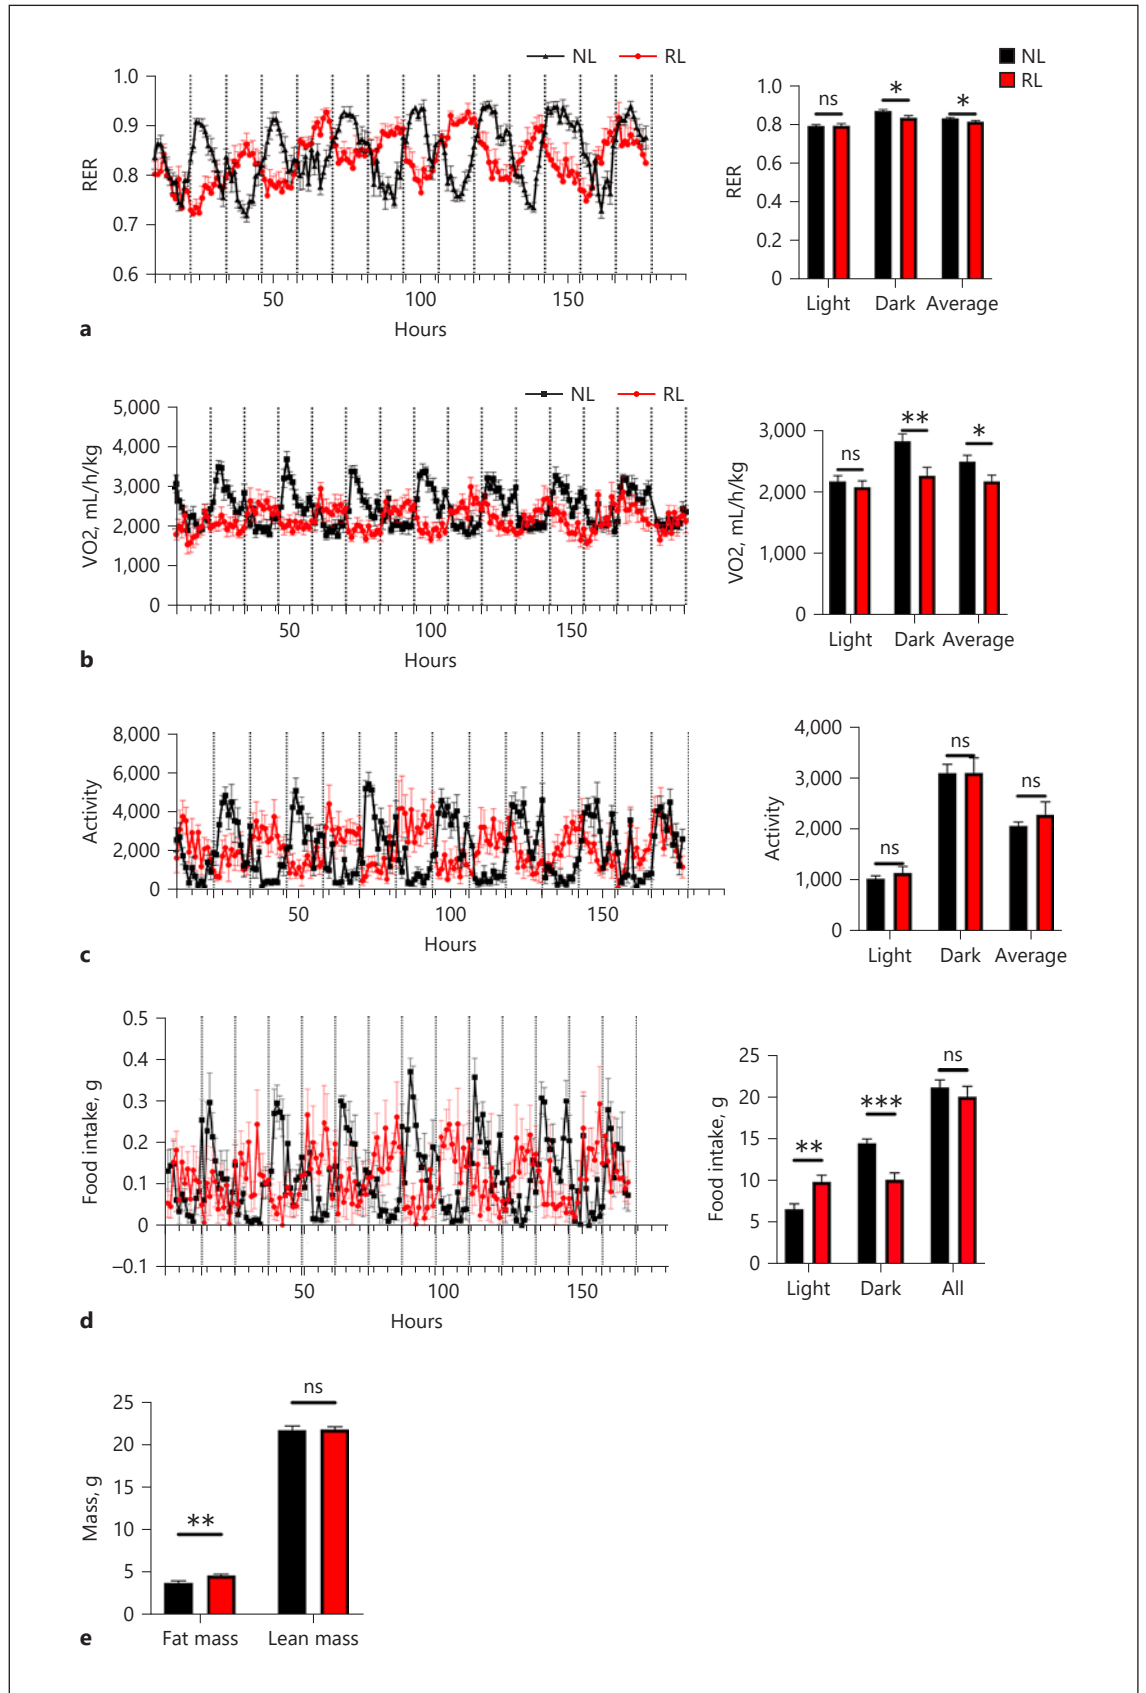 NL RL
NL
RL
1.0
0.9
0.8
0.7
0.6
RER
50 100 150
Hours
a
1.0
0.8
0.6
0.4
0.2
0
RER
ns * *
Light Dark Average
NL RL
5,000
4,000
3,000
2,000
1,000
0
VO2, mL/h/kg
50 100 150
Hours
b
3,000
2,000
1,000
0
VO2, mL/h/kg
ns ** *
Light Dark Average
8,000
6,000
4,000
2,000
0
Activity
50 100 150
Hours
c
4,000
3,000
2,000
1,000
0
Activity
ns ns ns
Light Dark Average
0.5
0.4
0.3
0.2
0.1
0
–0.1
Food intake, g
50 100 150
Hours
d
25
20
15
10
5
0
Food intake, g
** *** ns
Light Dark All
25
20
15
10
5
0
Mass, g
** ns
Fat mass Lean mass
e